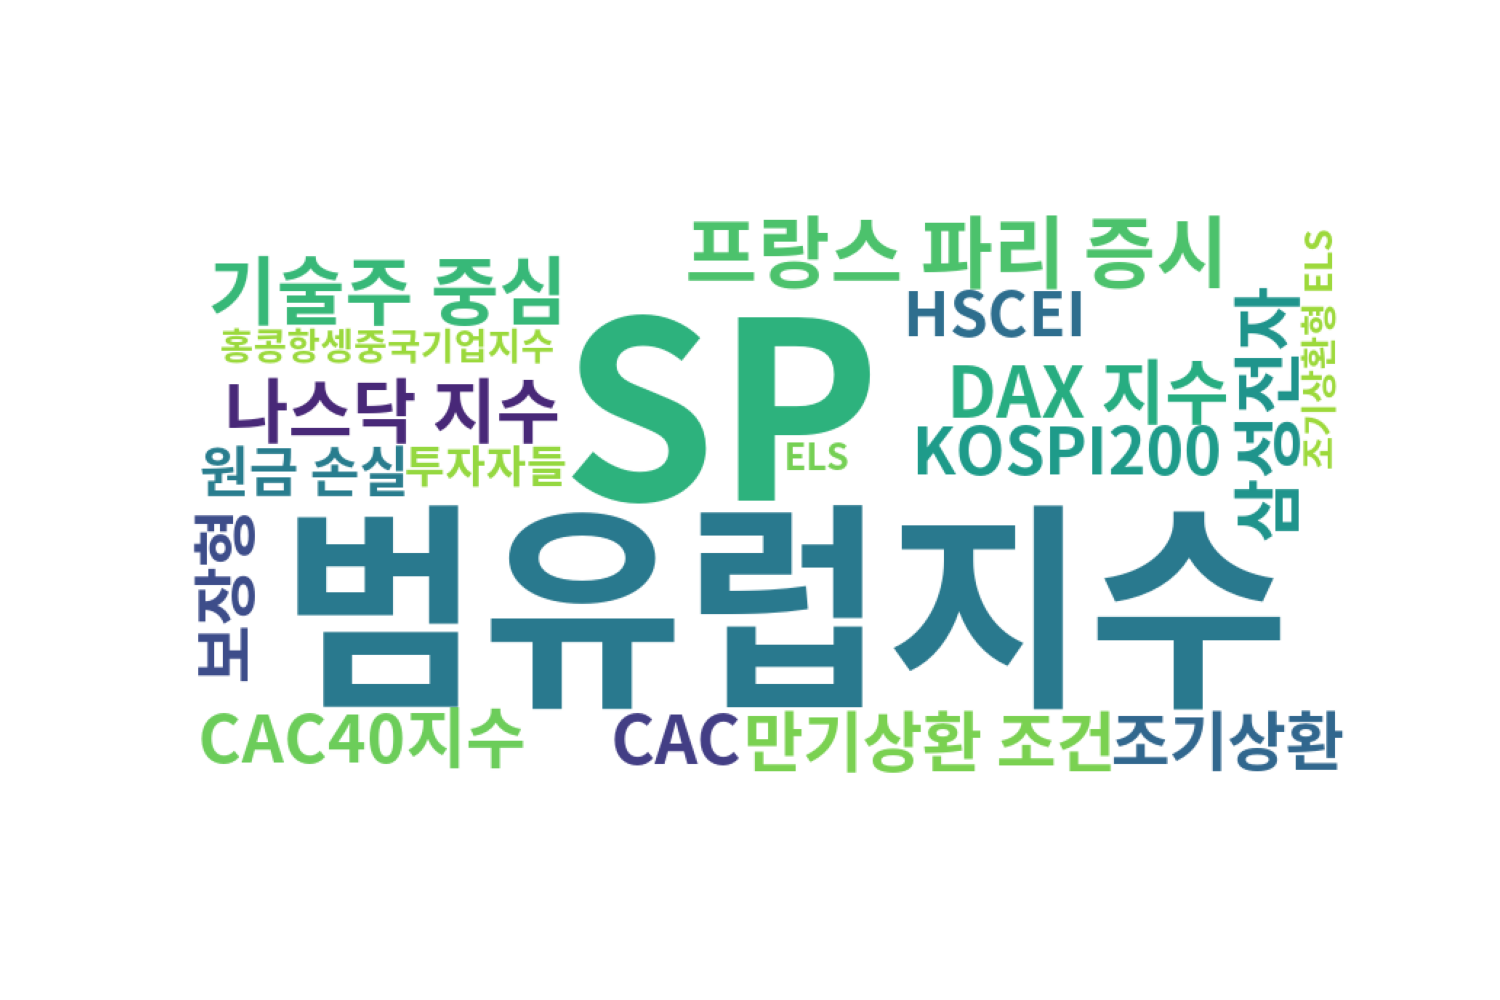 프랑스 파리 증시
기술주 중심
HSCEI
조기상환형 ELS
홍콩항셍중국기업지수
SP
삼성전자
나스닥 지수
DAX 지수
원금 손실
투자자들
ELS
KOSPI200
보장형
범유럽지수
CAC40지수
CAC
만기상환 조건
조기상환